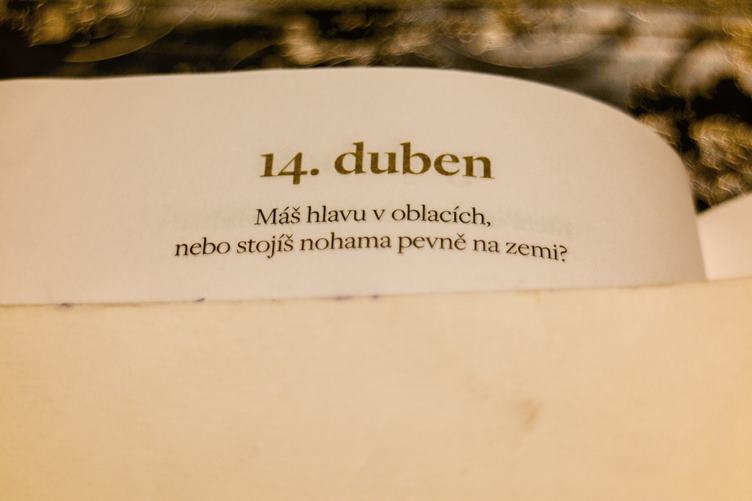 14. duben
Máš hlavu v oblacích,
nebo stojíš nohama pevně na zemi?